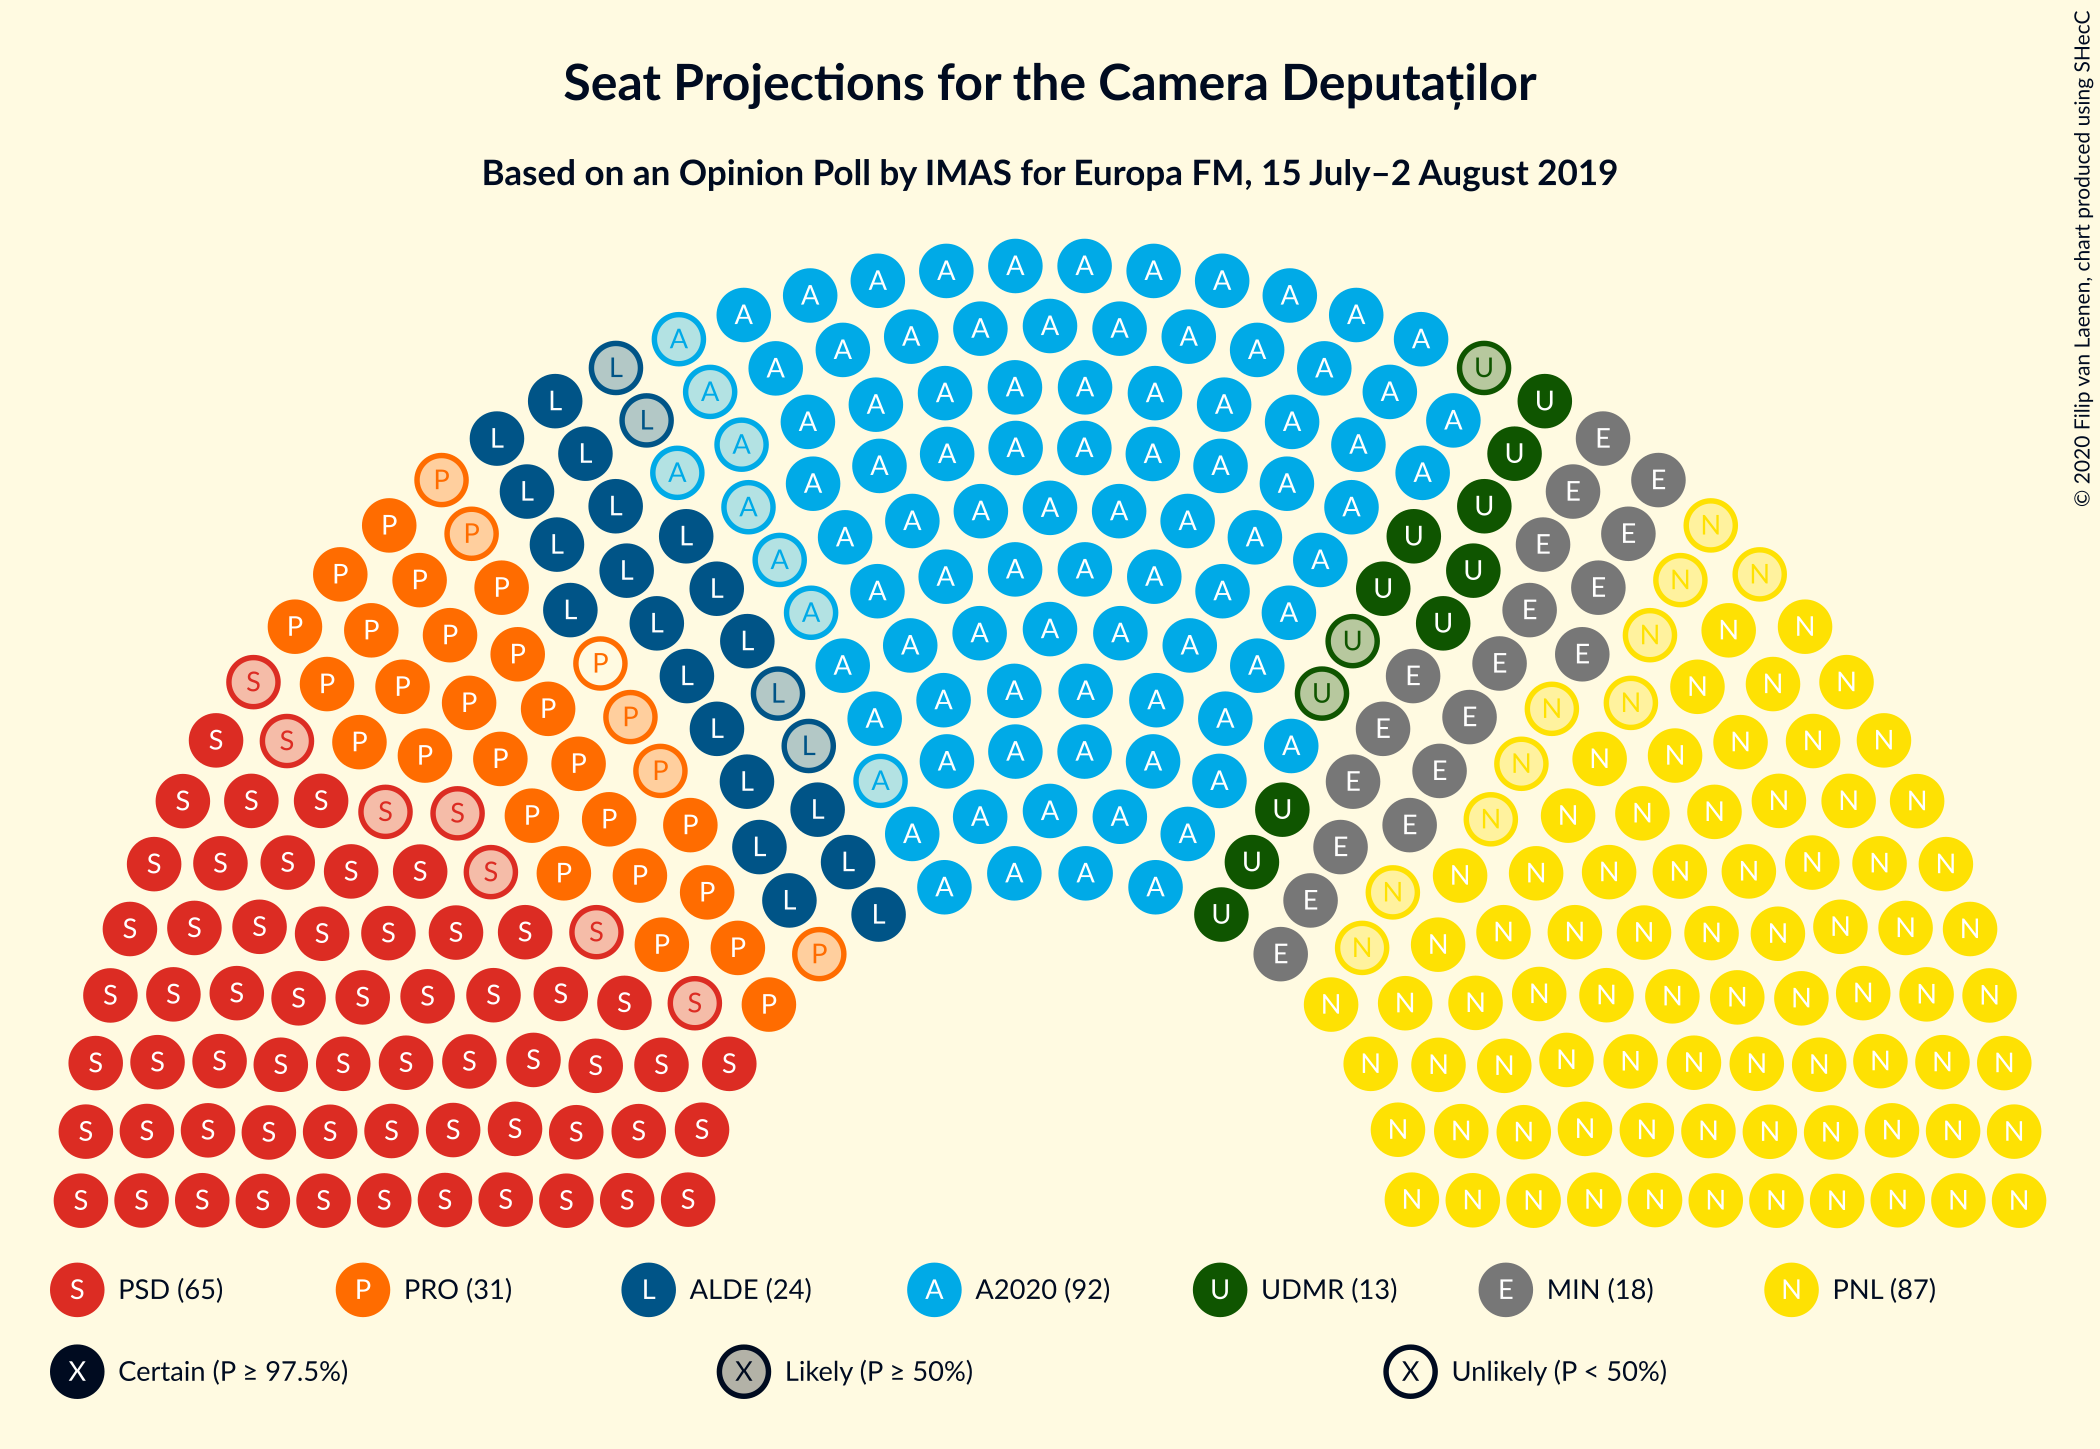 Seat Projections for the Camera Deputaților
Based on an Opinion Poll by IMAS for Europa FM, 15 July–2 August 2019
© 2020 Filip van Laenen, chart produced using SHecC
S PSD (65) P PRO (31) L ALDE (24) A A2020 (92) U UDMR (13) E MIN (18) N PNL (87)
X Certain (P ≥ 97.5%) X Likely (P ≥ 50%) X Unlikely (P < 50%)